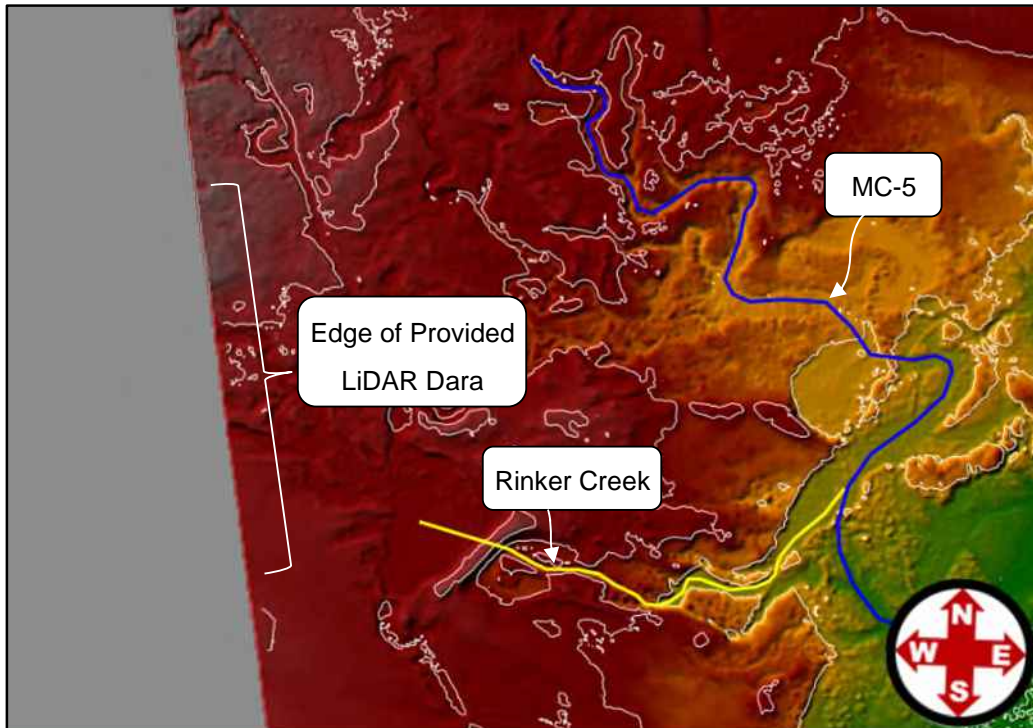 MC-5
Edge of Provided
LiDAR Dara
Rinker Creek
N
W E
S